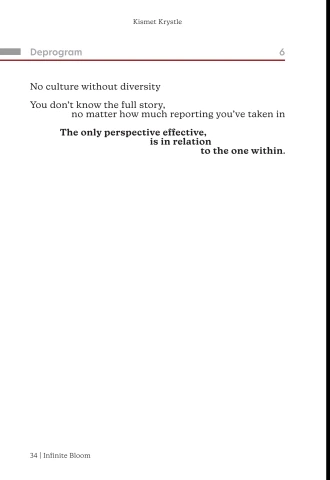 Kismet Krystle
Deprogram 6
No culture without diversity
You don't know the full story,
no matter how much reporting you've taken in
The only perspective effective,
is in relation
to the one within.
34 | Infinite Bloom